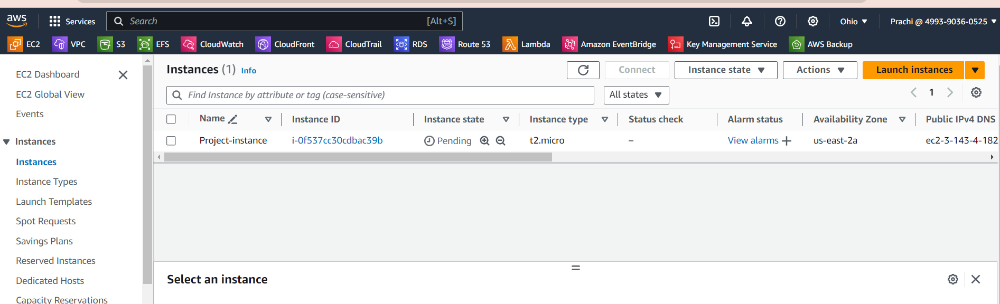 aws Services Search [Alt+S] Ohio Prachi @ 4993-9036-0525
EC2 VPC S3 EFS CloudWatch CloudFront CloudTrail RDS Route 53 Lambda Amazon EventBridge Key Management Service AWS Backup
EC2 Dashboard
EC2 Global View
Events
Instances
Instances
Instance Types
Launch Templates
Spot Requests
Savings Plans
Reserved Instances
Dedicated Hosts
Capacity Reservations
Instances (1) Info Connect Instance state Actions Launch instances
Find Instance by attribute or tag (case-sensitive) All states 1
Name Instance ID Instance state Instance type Status check Alarm status Availability Zone Public IPv4 DNS
Project-instance i-0f537cc30cdbac39b Pending t2.micro – View alarms + us-east-2a ec2-3-143-4-182
Select an instance